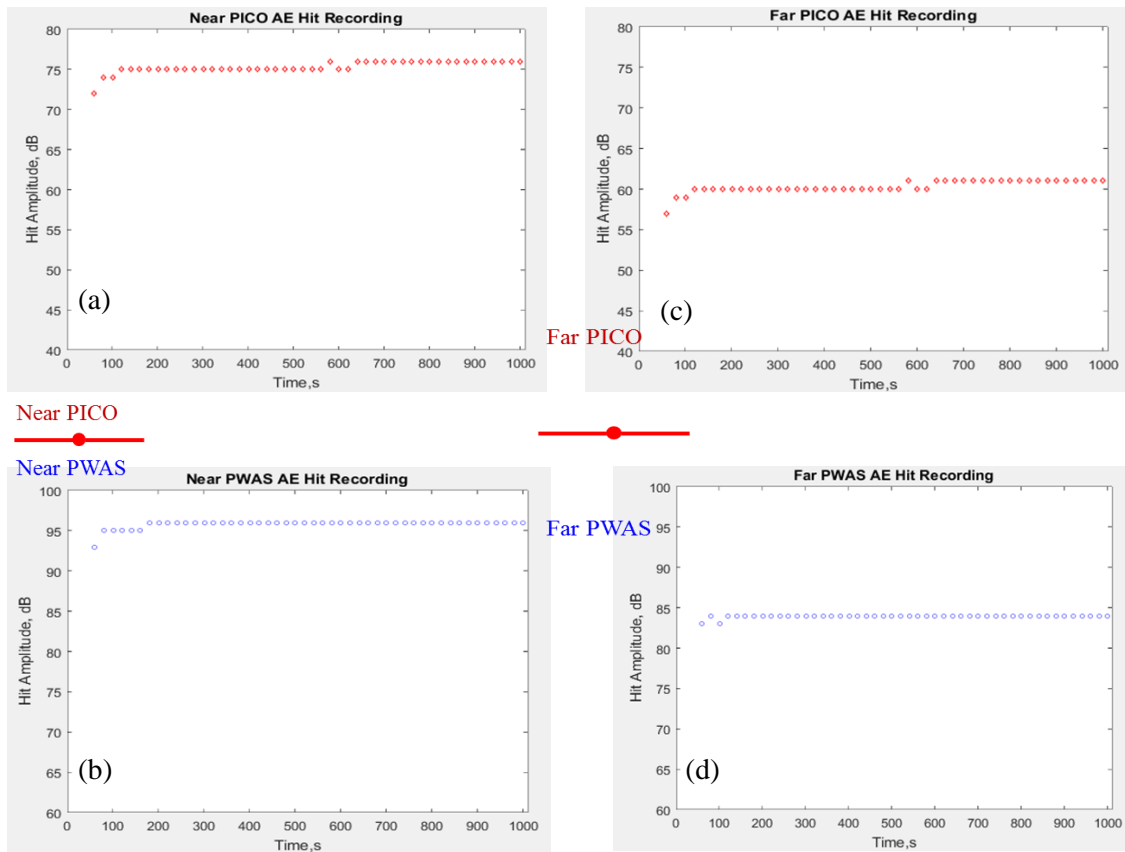 Near PICO AE Hit Recording
80
75
70
65
60
55
50
45
40
Hit Amplitude, dB
(a)
0 100 200 300 400 500 600 700 800 900 1000
Time,s
Far PICO AE Hit Recording
80
75
70
65
60
55
50
45
40
Hit Amplitude, dB
(c)
0 100 200 300 400 500 600 700 800 900 1000
Time,s
Far PICO
Near PICO
Near PWAS
Near PWAS AE Hit Recording
100
95
90
85
80
75
70
65
60
Hit Amplitude, dB
(b)
0 100 200 300 400 500 600 700 800 900 1000
Time,s
Far PWAS
Far PWAS AE Hit Recording
100
95
90
85
80
75
70
65
60
Hit Amplitude, dB
(d)
0 100 200 300 400 500 600 700 800 900 1000
Time,s